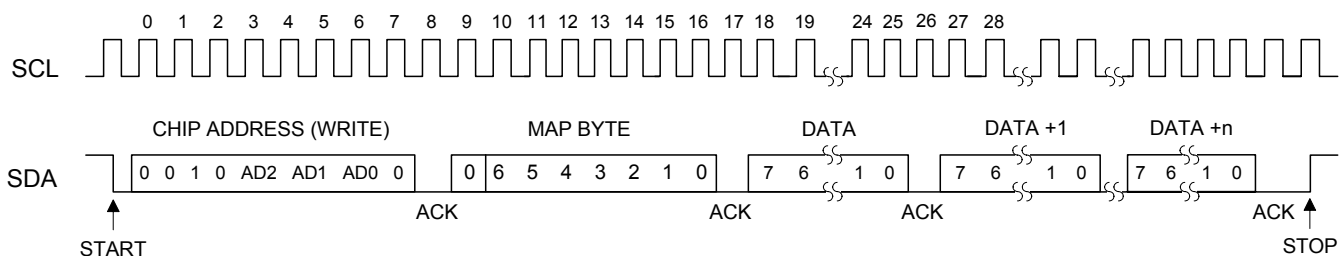 0 1 2 3 4 5 6 7 8 9 10 11 12 13 14 15 16 17 18 19 24 25 26 27 28
SCL
CHIP ADDRESS (WRITE) MAP BYTE DATA DATA +1 DATA +n
SDA 0 0 1 0 AD2 AD1 AD0 0 0 6 5 4 3 2 1 0 7 6 1 0 7 6 1 0 7 6 1 0
ACK ACK ACK ACK
START STOP